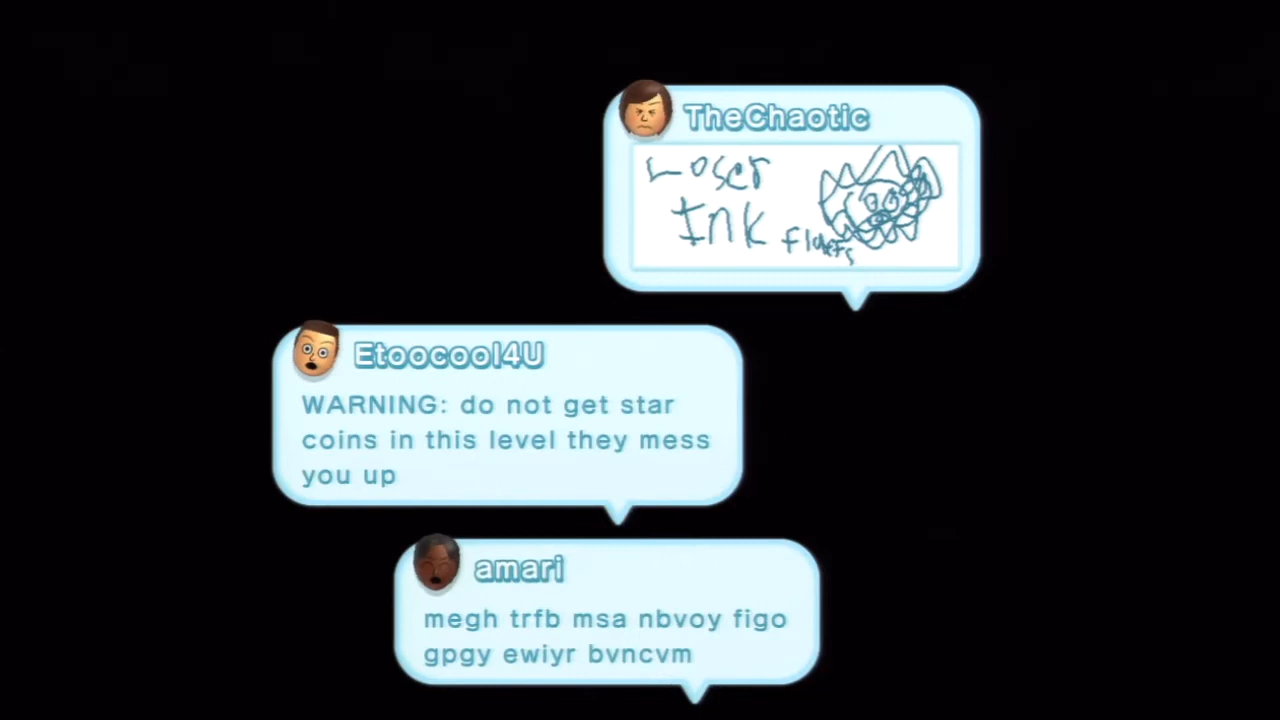 TheChaotic
Loser
Ink fluffs
Etoocool4U
WARNING: do not get star
coins in this level they mess
you up
amari
megh trfb msa nbvoy figo
gpgy ewiyr bvncvm